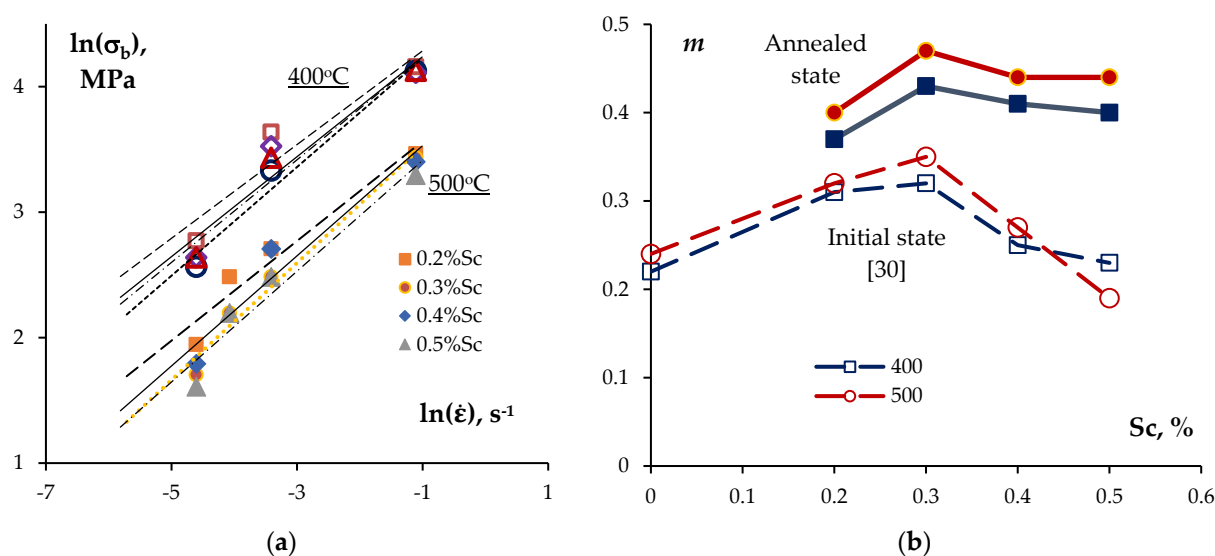 ln(σb),
MPa
400°C
500°C
0.2%Sc
0.3%Sc
0.4%Sc
0.5%Sc
ln(ε̇), s-1
4
3
2
1
-7
-5
-3
-1
1
(a)
m
Annealed
state
Initial state
[30]
400
500
Sc, %
0.5
0.4
0.3
0.2
0.1
0
0
0.1
0.2
0.3
0.4
0.5
0.6
(b)